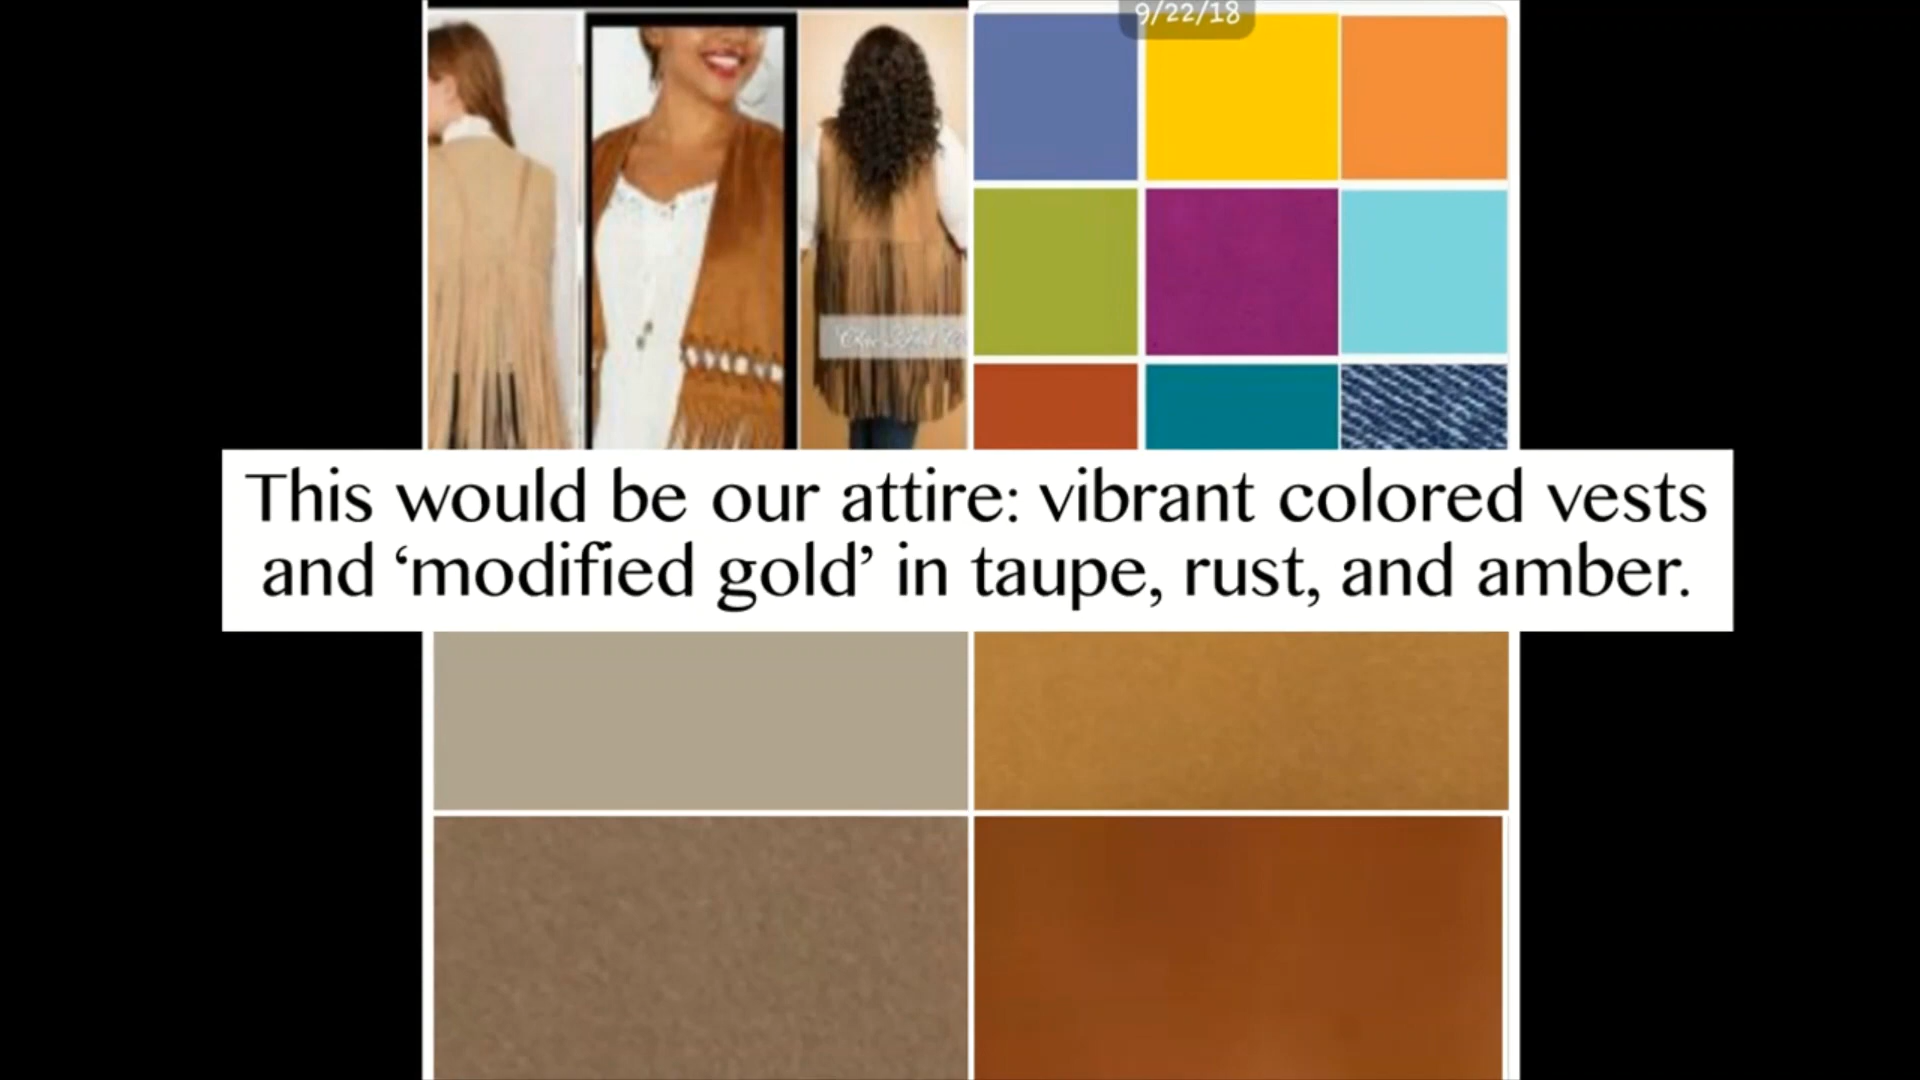 9/22/18
This would be our attire: vibrant colored vests
and ‘modified gold’ in taupe, rust, and amber.